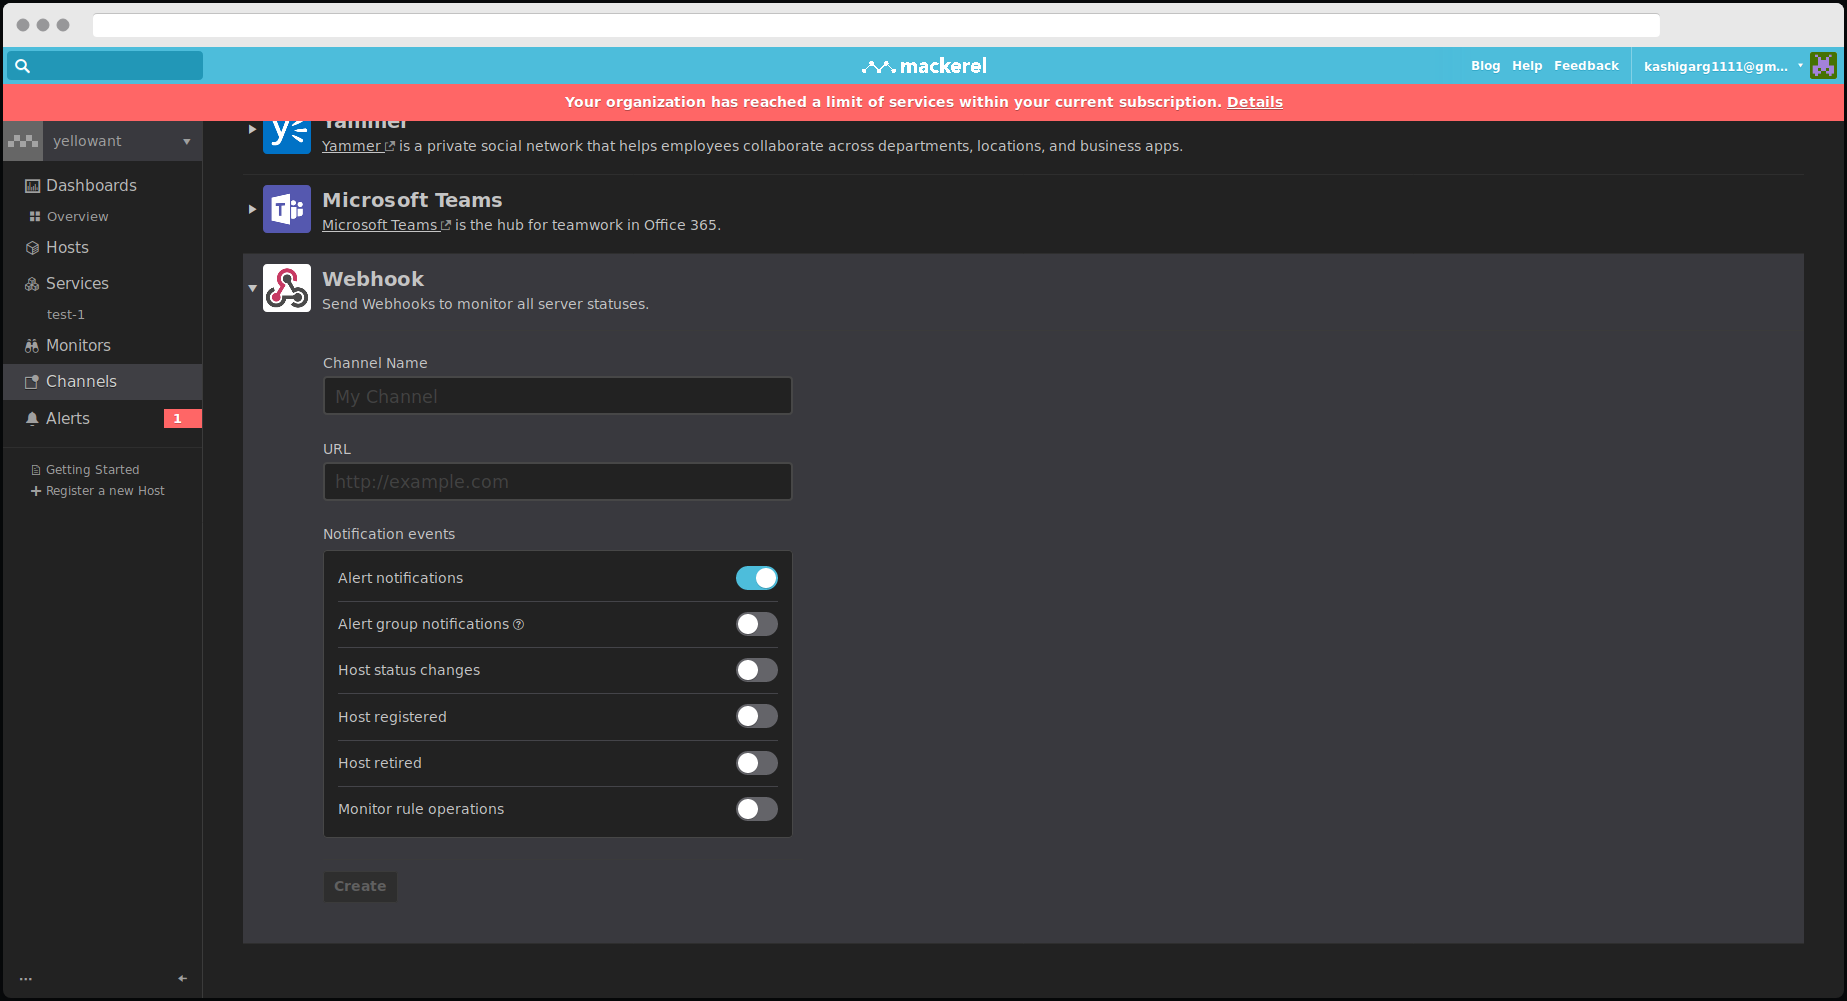 mackerel
Blog Help Feedback kashigarg1111@gm...
Your organization has reached a limit of services within your current subscription. Details
yellowant
Dashboards
Overview
Hosts
Services
test-1
Monitors
Channels
Alerts 1
Getting Started
Register a new Host
Yammer
Yammer is a private social network that helps employees collaborate across departments, locations, and business apps.
Microsoft Teams
Microsoft Teams is the hub for teamwork in Office 365.
Webhook
Send Webhooks to monitor all server statuses.
Channel Name
My Channel
URL
http://example.com
Notification events
Alert notifications
Alert group notifications
Host status changes
Host registered
Host retired
Monitor rule operations
Create